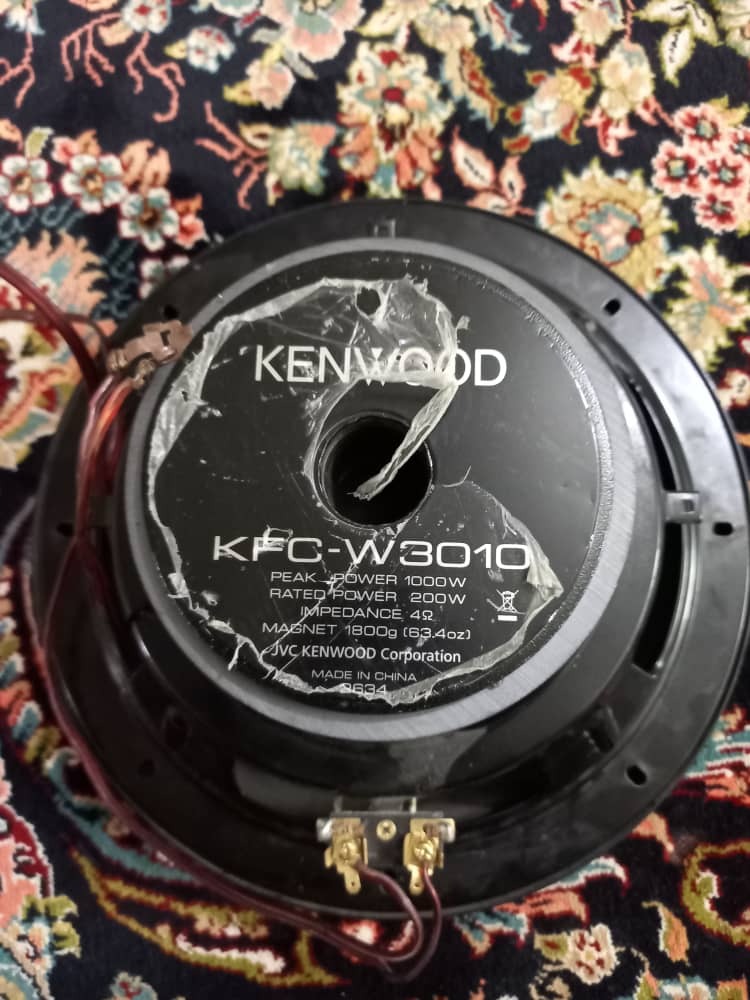 KENWOOD
KFC-W3010
PEAK POWER 1000W
RATED POWER 200W
IMPEDANCE 4Ω
MAGNET 1800g (63.4oz)
JVC KENWOOD Corporation
MADE IN CHINA